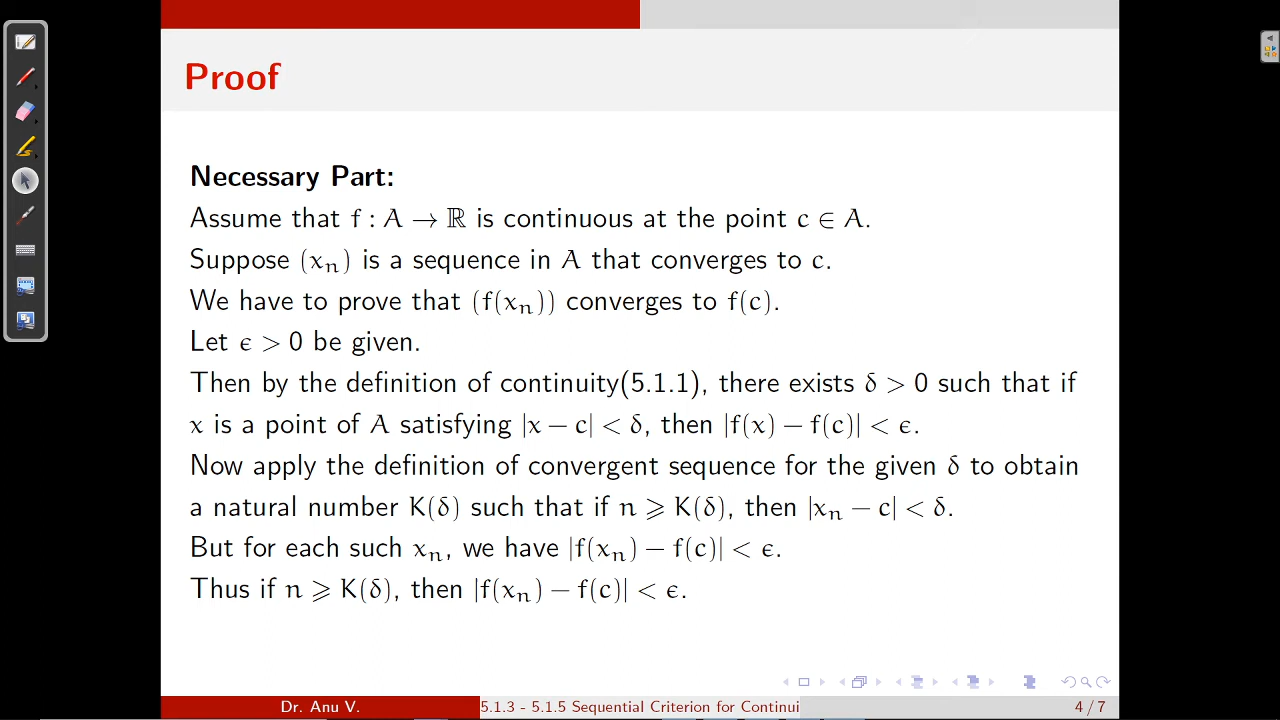 Proof
Necessary Part:
Assume that f : A → ℝ is continuous at the point c ∈ A.
Suppose (xₙ) is a sequence in A that converges to c.
We have to prove that (f(xₙ)) converges to f(c).
Let ϵ > 0 be given.
Then by the definition of continuity(5.1.1), there exists δ > 0 such that if
x is a point of A satisfying |x − c| < δ, then |f(x) − f(c)| < ϵ.
Now apply the definition of convergent sequence for the given δ to obtain
a natural number K(δ) such that if n ⩾ K(δ), then |xₙ − c| < δ.
But for each such xₙ, we have |f(xₙ) − f(c)| < ϵ.
Thus if n ⩾ K(δ), then |f(xₙ) − f(c)| < ϵ.
Dr. Anu V.
5.1.3 - 5.1.5 Sequential Criterion for Continui
4 / 7